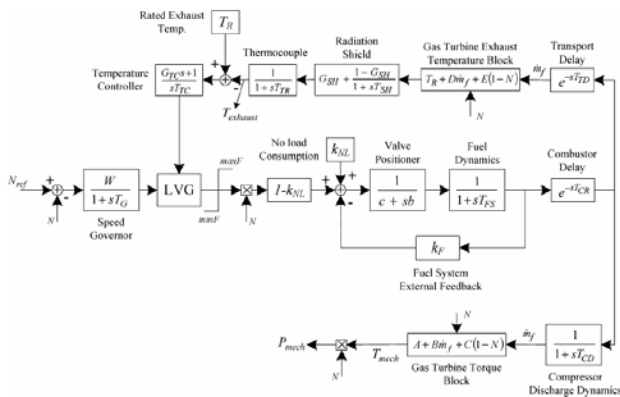 Rated Exhaust
Temp.
T_R
Temperature
Controller
G_TC s+1
sT_TC
+
-
Thermocouple
1
1 + sT_TR
T_exhaust
Radiation
Shield
G_SH + 1 - G_SH
1 + sT_SH
Gas Turbine Exhaust
Temperature Block
T_R + Dṁ_f + E(1-N)
N
ṁ_f
Transport
Delay
e^-sT_TD
N_ref
+
-
N
W
1 + sT_G
Speed
Governor
LVG
maxF
minF
N
No load
Consumption
1-k_NL
k_NL
+
+
-
Valve
Positioner
1
c + sb
Fuel
Dynamics
1
1+sT_FS
Combustor
Delay
e^-sT_CR
k_F
Fuel System
External Feedback
P_mech
N
T_mech
N
A + Bṁ_f + C(1-N)
Gas Turbine Torque
Block
ṁ_f
1
1 + sT_CD
Compressor
Discharge Dynamics